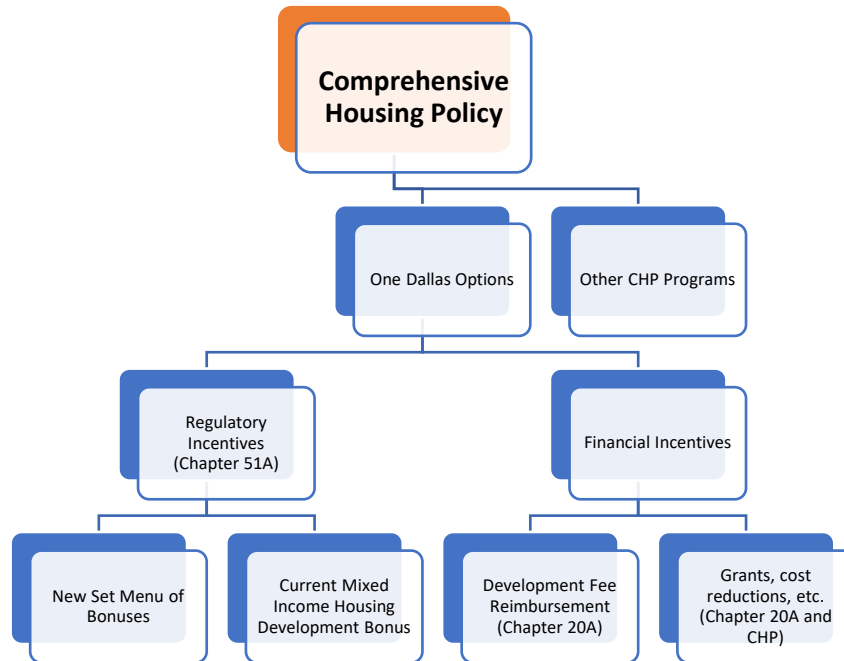 Comprehensive
Housing Policy
One Dallas Options
Other CHP Programs
Regulatory
Incentives
(Chapter 51A)
Financial Incentives
New Set Menu of
Bonuses
Current Mixed
Income Housing
Development Bonus
Development Fee
Reimbursement
(Chapter 20A)
Grants, cost
reductions, etc.
(Chapter 20A and
CHP)